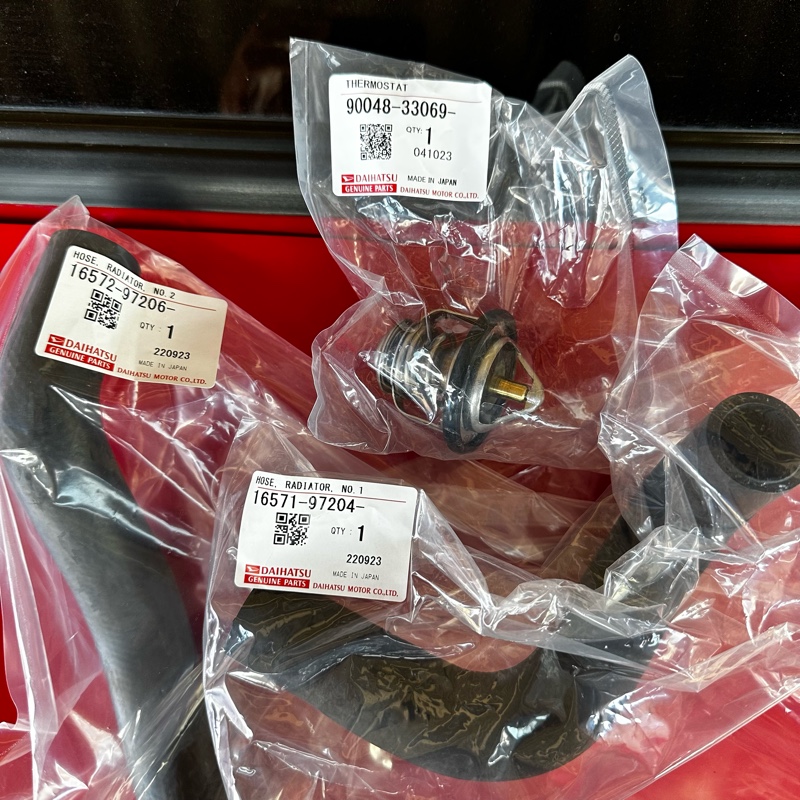 THERMOSTAT
90048-33069-
QTY: 1
041023
DAIHATSU
GENUINE PARTS
MADE IN JAPAN
DAIHATSU MOTOR CO.,LTD.
HOSE, RADIATOR, NO.2
16572-97206-
QTY : 1
220923
DAIHATSU
GENUINE PARTS
MADE IN JAPAN
DAIHATSU MOTOR CO.,LTD.
HOSE, RADIATOR, NO.1
16571-97204-
QTY : 1
220923
DAIHATSU
GENUINE PARTS
MADE IN JAPAN
DAIHATSU MOTOR CO.,LTD.